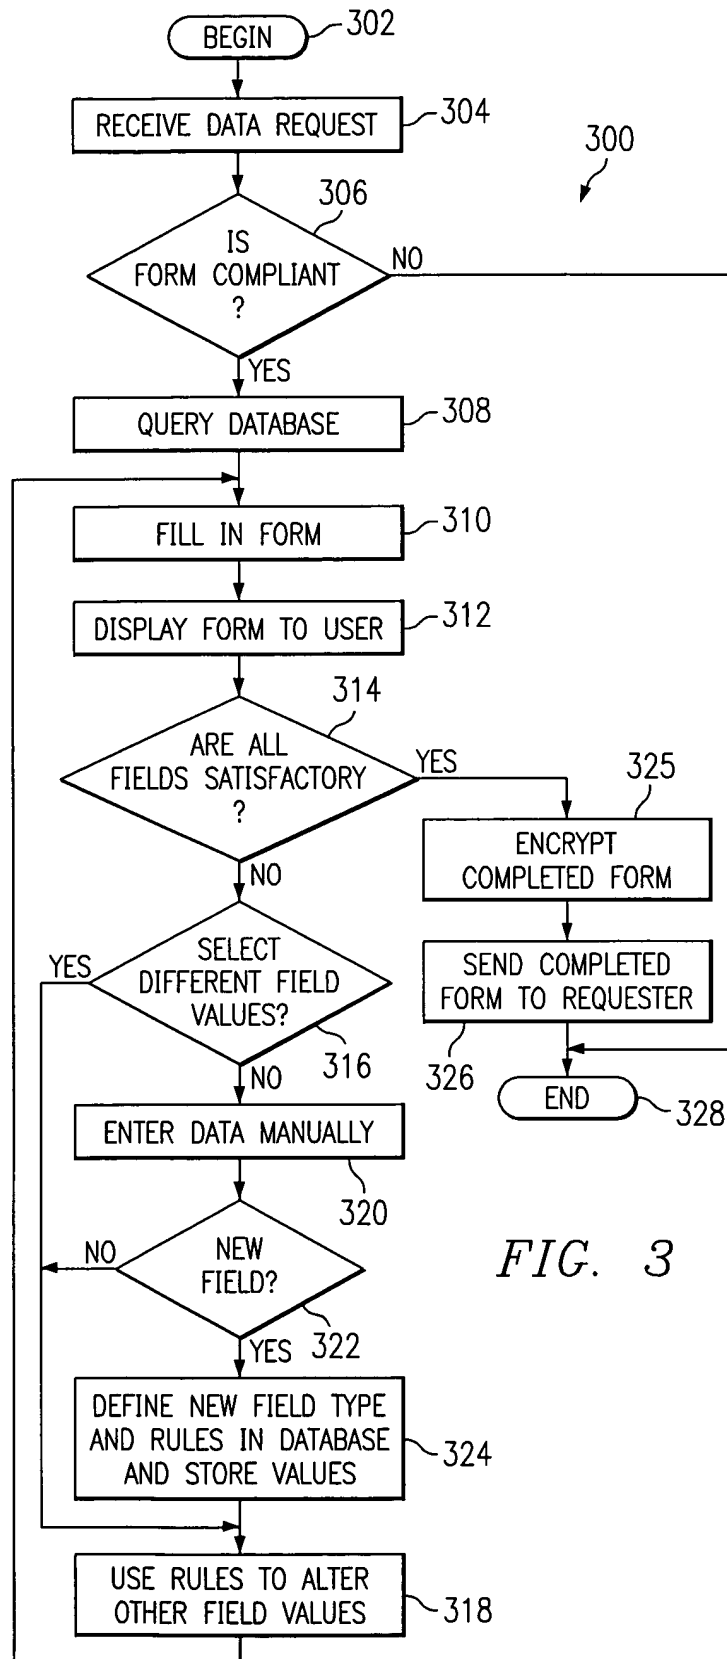 BEGIN
302
RECEIVE DATA REQUEST
304
300
306
IS
FORM COMPLIANT
?
NO
YES
QUERY DATABASE
308
FILL IN FORM
310
DISPLAY FORM TO USER
312
314
ARE ALL
FIELDS SATISFACTORY
?
YES
325
ENCRYPT
COMPLETED FORM
NO
SELECT
DIFFERENT FIELD
VALUES?
YES
316
SEND COMPLETED
FORM TO REQUESTER
326
NO
END
328
ENTER DATA MANUALLY
320
NEW
FIELD?
NO
322
FIG. 3
YES
DEFINE NEW FIELD TYPE
AND RULES IN DATABASE
AND STORE VALUES
324
USE RULES TO ALTER
OTHER FIELD VALUES
318